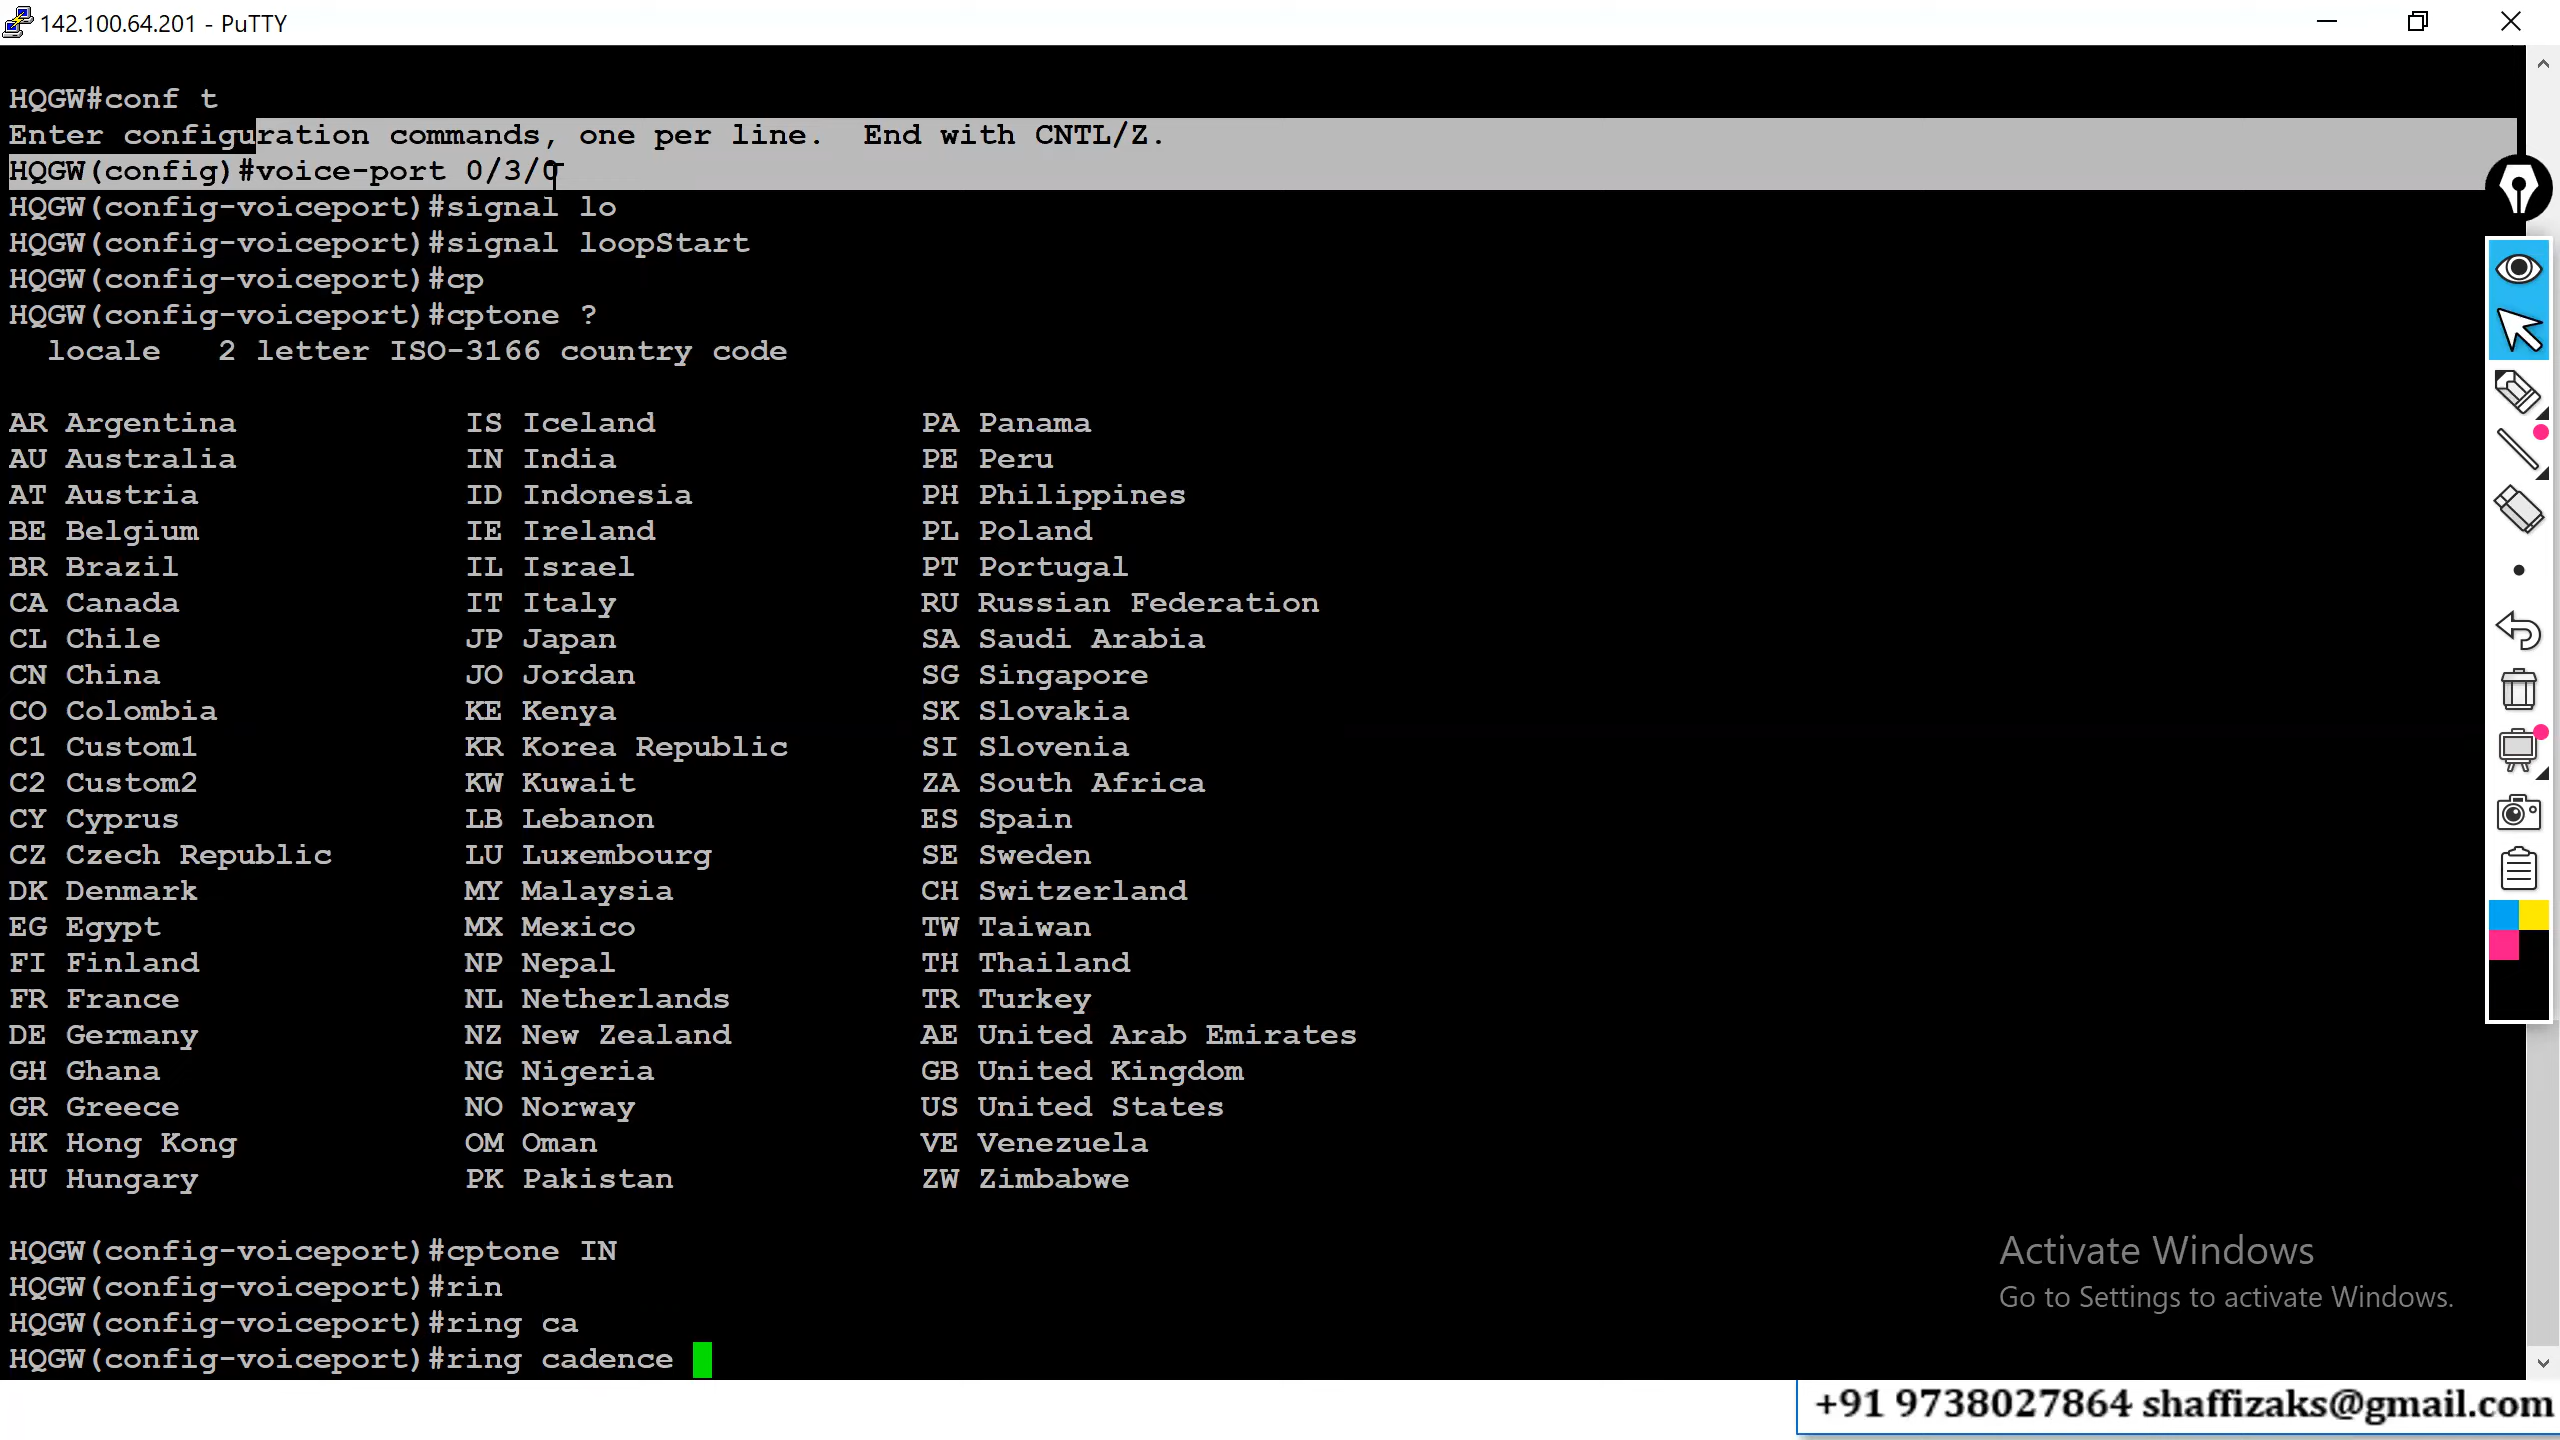 142.100.64.201 - PuTTY
HQGW#conf t
Enter configuration commands, one per line.  End with CNTL/Z.
HQGW(config)#voice-port 0/3/0
HQGW(config-voiceport)#signal lo
HQGW(config-voiceport)#signal loopStart
HQGW(config-voiceport)#cp
HQGW(config-voiceport)#cptone ?
  locale   2 letter ISO-3166 country code
AR Argentina            IS Iceland              PA Panama
AU Australia            IN India                PE Peru
AT Austria              ID Indonesia            PH Philippines
BE Belgium              IE Ireland              PL Poland
BR Brazil               IL Israel               PT Portugal
CA Canada               IT Italy                RU Russian Federation
CL Chile                JP Japan                SA Saudi Arabia
CN China                JO Jordan               SG Singapore
CO Colombia             KE Kenya                SK Slovakia
C1 Custom1              KR Korea Republic       SI Slovenia
C2 Custom2              KW Kuwait               ZA South Africa
CY Cyprus               LB Lebanon              ES Spain
CZ Czech Republic       LU Luxembourg           SE Sweden
DK Denmark              MY Malaysia             CH Switzerland
EG Egypt                MX Mexico               TW Taiwan
FI Finland              NP Nepal                TH Thailand
FR France               NL Netherlands          TR Turkey
DE Germany              NZ New Zealand          AE United Arab Emirates
GH Ghana                NG Nigeria              GB United Kingdom
GR Greece               NO Norway               US United States
HK Hong Kong            OM Oman                 VE Venezuela
HU Hungary              PK Pakistan             ZW Zimbabwe
HQGW(config-voiceport)#cptone IN
HQGW(config-voiceport)#rin
HQGW(config-voiceport)#ring ca
HQGW(config-voiceport)#ring cadence
Activate Windows
Go to Settings to activate Windows.
+91 9738027864 shaffizaks@gmail.com